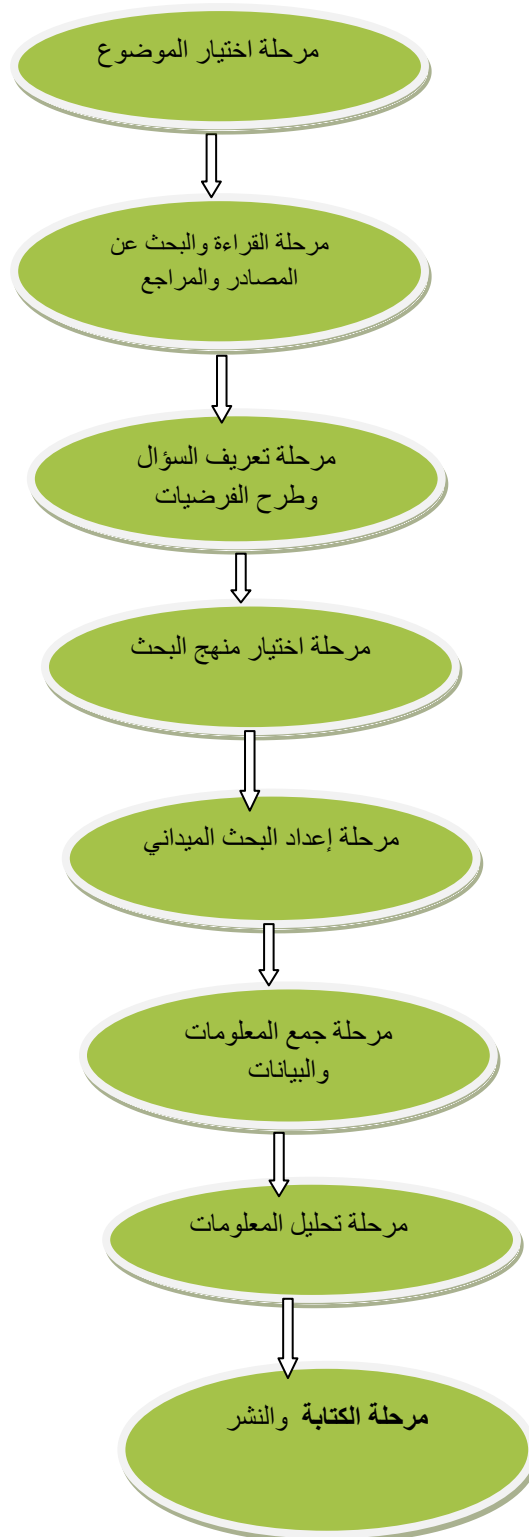 مرحلة اختيار الموضوع
مرحلة القراءة والبحث عن
المصادر والمراجع
مرحلة تعريف السؤال
وطرح الفرضيات
مرحلة اختيار منهج البحث
مرحلة إعداد البحث الميداني
مرحلة جمع المعلومات
والبيانات
مرحلة تحليل المعلومات
مرحلة الكتابة والنشر